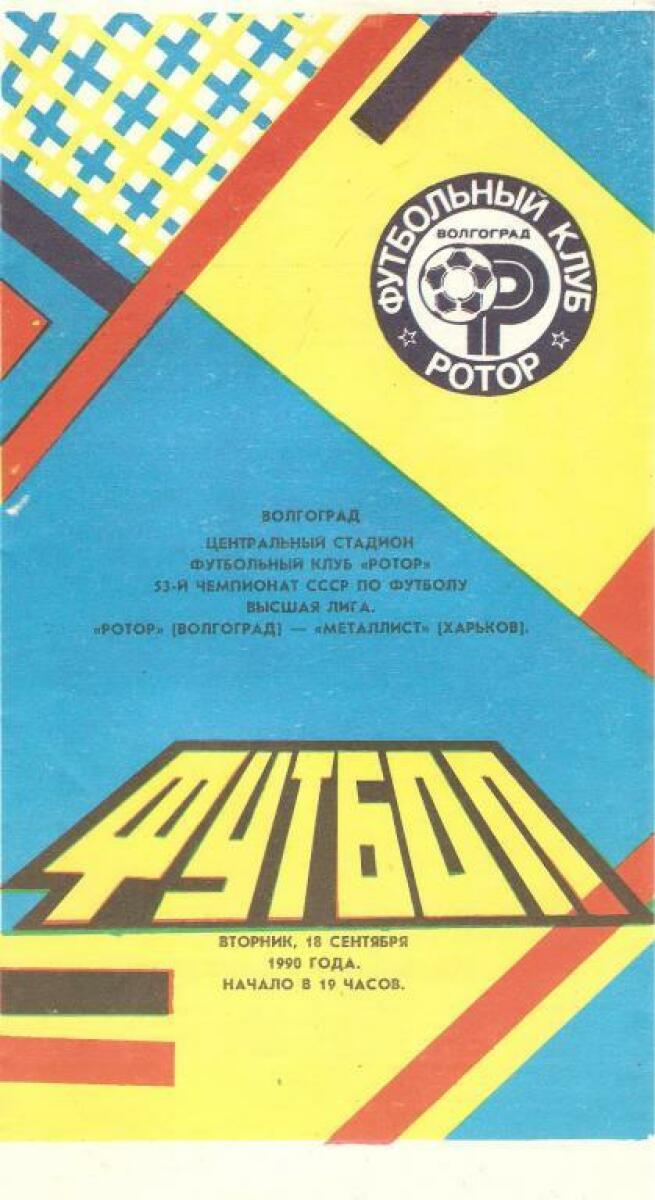 ФУТБОЛЬНЫЙ КЛУБ
ВОЛГОГРАД
РОТОР
ВОЛГОГРАД
ЦЕНТРАЛЬНЫЙ СТАДИОН
ФУТБОЛЬНЫЙ КЛУБ «РОТОР»
53-Й ЧЕМПИОНАТ СССР ПО ФУТБОЛУ
ВЫСШАЯ ЛИГА.
«РОТОР» [ВОЛГОГРАД] — «МЕТАЛЛИСТ» [ХАРЬКОВ].
ФУТБОЛ
ВТОРНИК, 18 СЕНТЯБРЯ
1990 ГОДА.
НАЧАЛО В 19 ЧАСОВ.